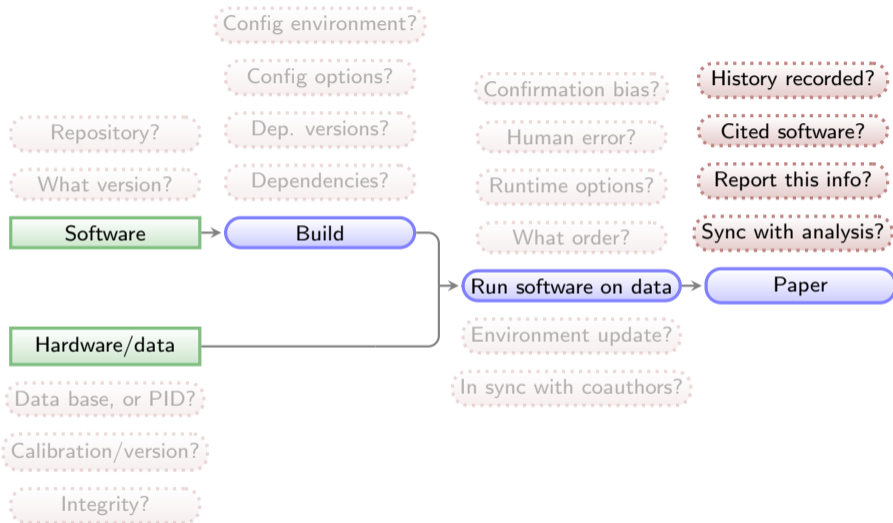 Config environment?
Config options?
Dep. versions?
Dependencies?
Repository?
What version?
Software
Build
Confirmation bias?
Human error?
Runtime options?
What order?
History recorded?
Cited software?
Report this info?
Sync with analysis?
Run software on data
Paper
Hardware/data
Environment update?
In sync with coauthors?
Data base, or PID?
Calibration/version?
Integrity?